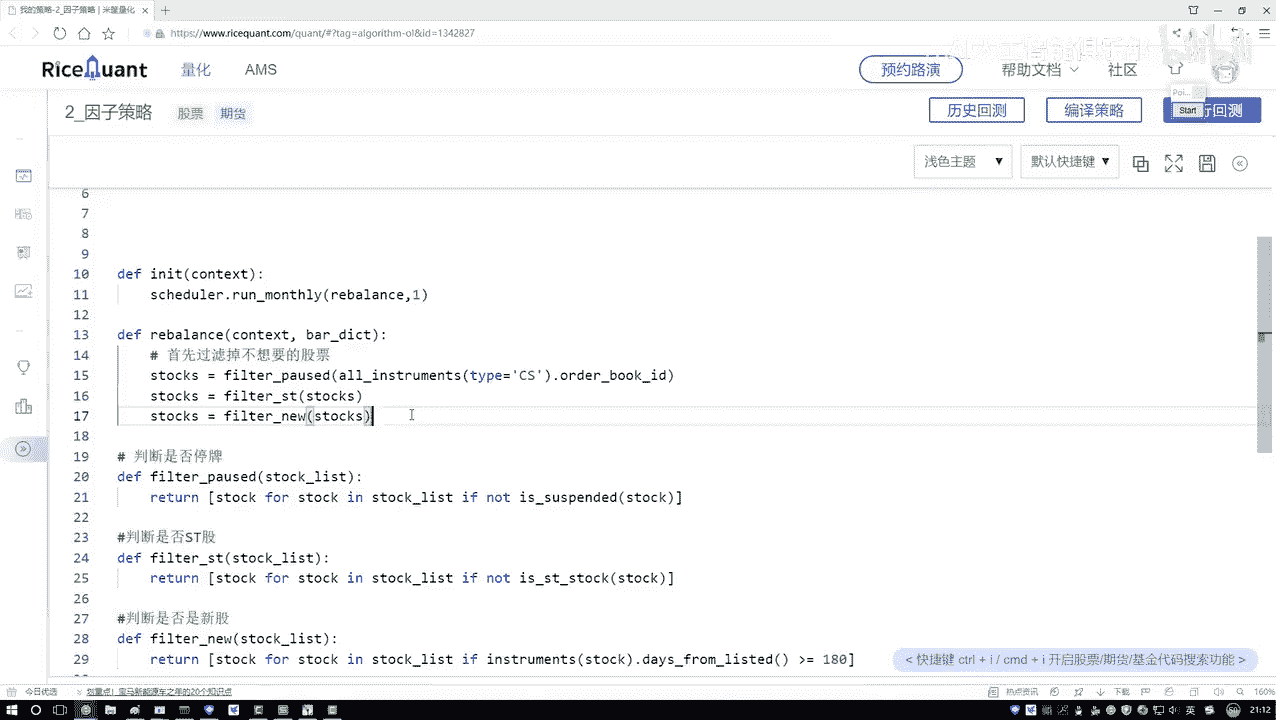 我的策略-2_因子策略 | 米筐量化
https://www.ricequant.com/quant/#?tag=algorithm-ol&id=1342827
RiceQuant 量化 AMS 预约路演 帮助文档 社区
Poi...
Start
2_因子策略 股票 期货 历史回测 编译策略 行回测
浅色主题 默认快捷键
6
7
8
9
10 def init(context):
11 scheduler.run_monthly(rebalance,1)
12
13 def rebalance(context, bar_dict):
14 # 首先过滤掉不想要的股票
15 stocks = filter_paused(all_instruments(type='CS').order_book_id)
16 stocks = filter_st(stocks)
17 stocks = filter_new(stocks)
18
19 # 判断是否停牌
20 def filter_paused(stock_list):
21 return [stock for stock in stock_list if not is_suspended(stock)]
22
23 #判断是否ST股
24 def filter_st(stock_list):
25 return [stock for stock in stock_list if not is_st_stock(stock)]
26
27 #判断是否是新股
28 def filter_new(stock_list):
29 return [stock for stock in stock_list if instruments(stock).days_from_listed() >= 180]
< 快捷键 ctrl + i / cmd + i 开启股票/期货/基金代码搜索功能 >
今日优选 划重点！宝马新能源车之年的20个知识点 热点资讯 下载 160%
英 21:12